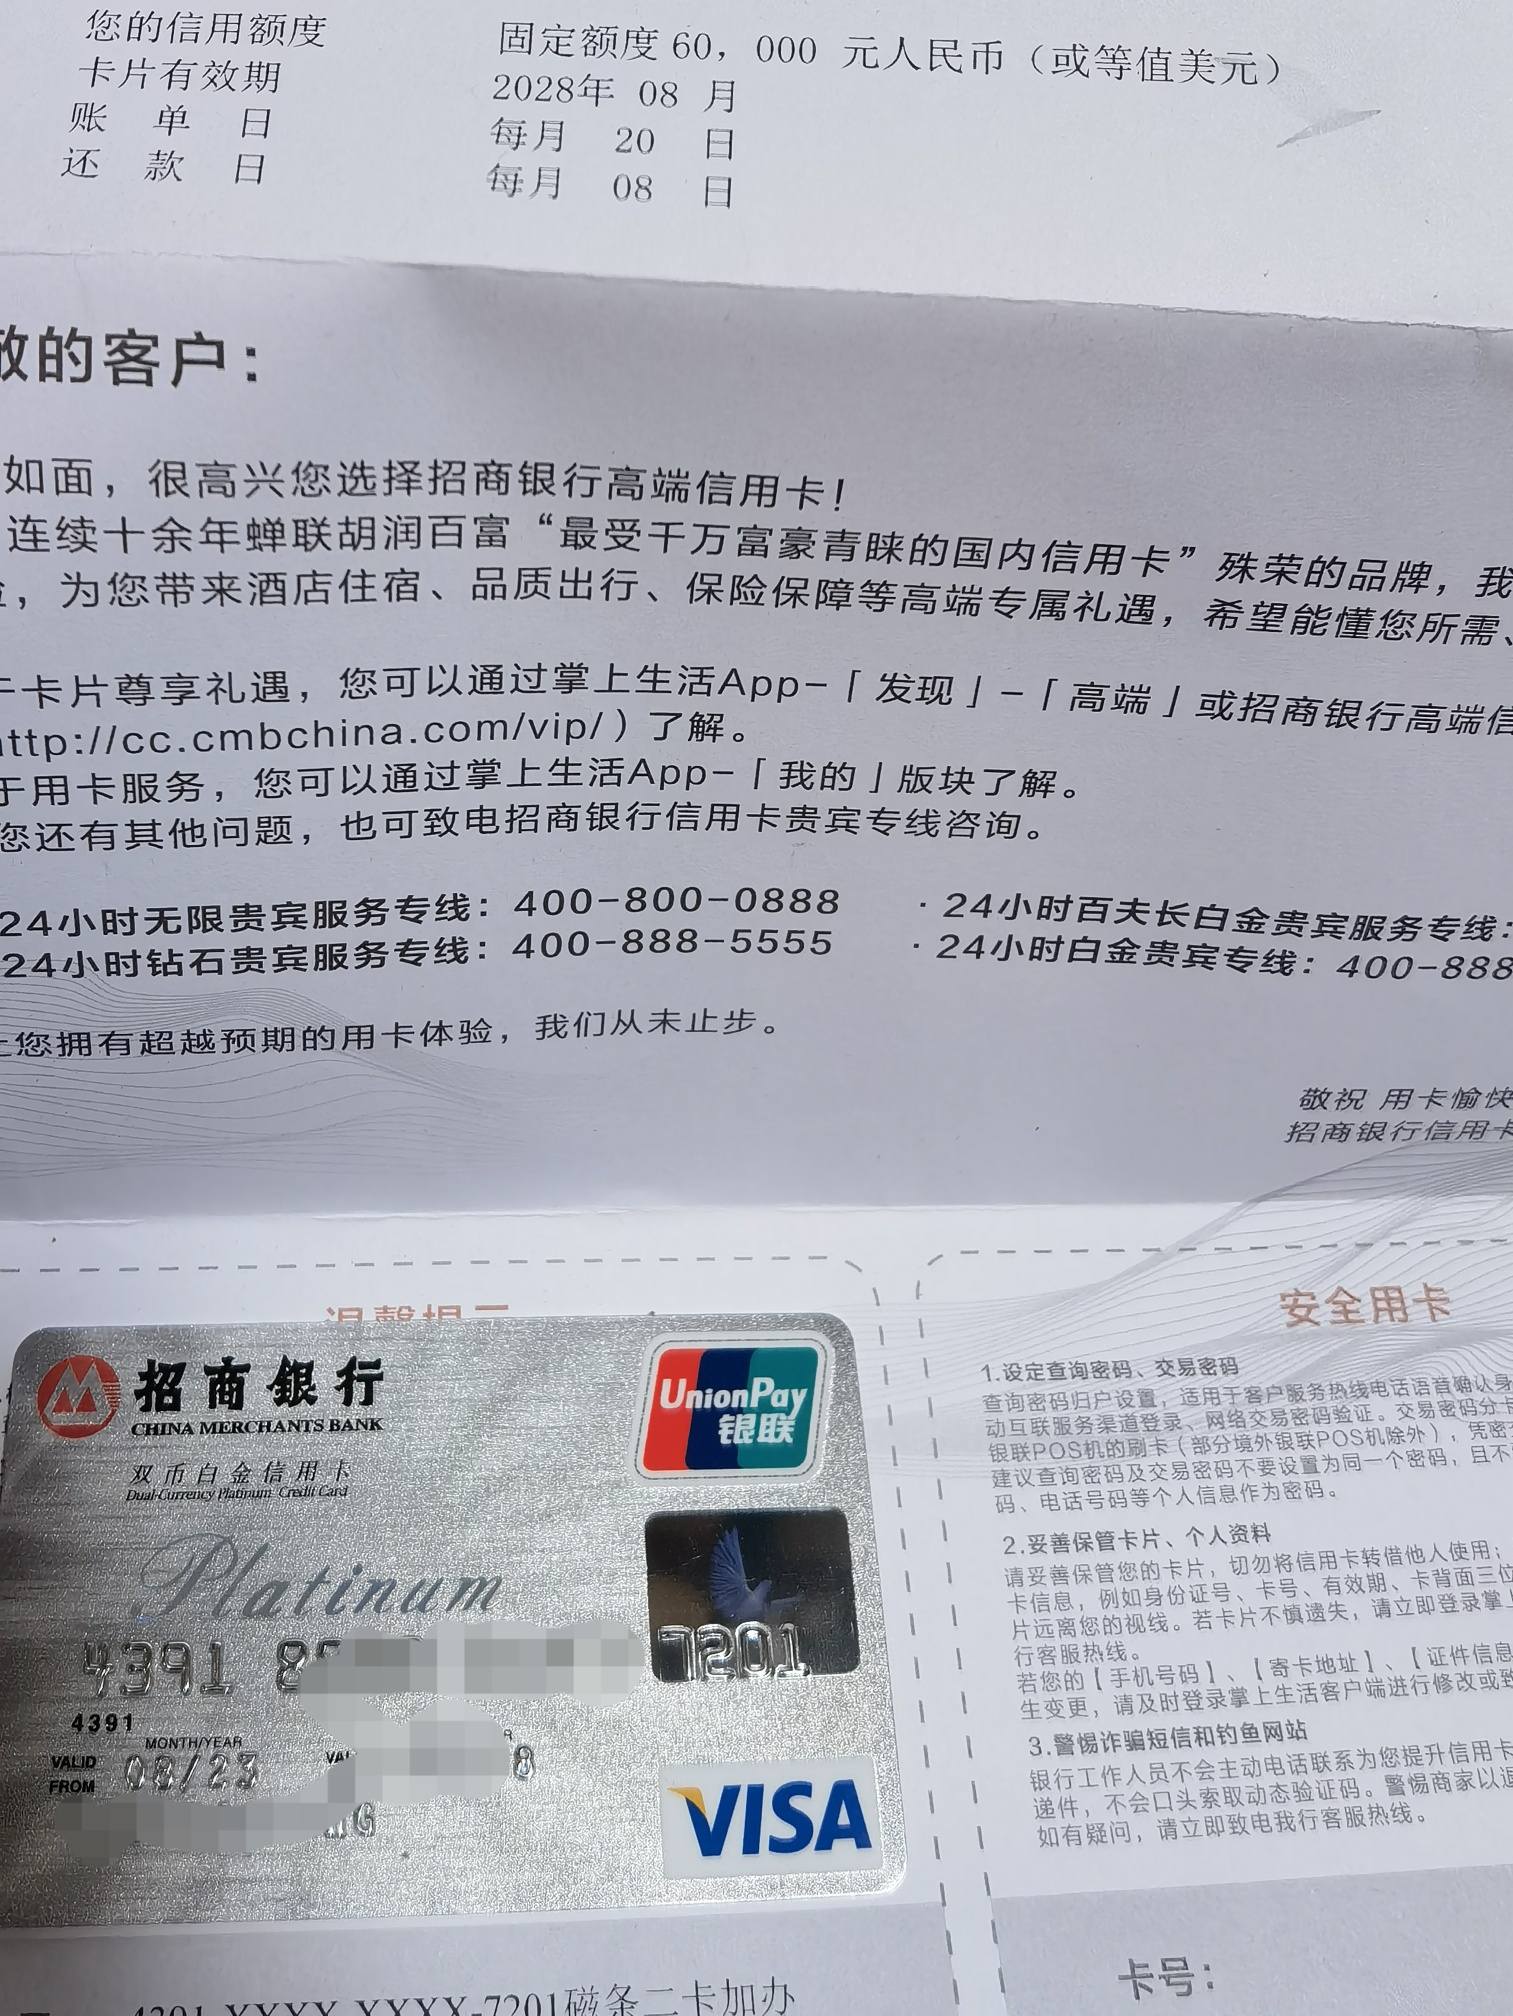 您的信用额度 固定额度 60，000 元人民币（或等值美元）
卡片有效期 2028年 08 月
账 单 日 每月 20 日
还 款 日 每月 08 日
的客户：
如面，很高兴您选择招商银行高端信用卡！
连续十余年蝉联胡润百富“最受千万富豪青睐的国内信用卡”殊荣的品牌，我
，为您带来酒店住宿、品质出行、保险保障等高端专属礼遇，希望能懂您所需、
卡片尊享礼遇，您可以通过掌上生活App-「发现」-「高端」或招商银行高端信
ttp://cc.cmbchina.com/vip/）了解。
于用卡服务，您可以通过掌上生活App-「我的」版块了解。
您还有其他问题，也可致电招商银行信用卡贵宾专线咨询。
24小时无限贵宾服务专线：400-800-0888 · 24小时百夫长白金贵宾服务专线：
24小时钻石贵宾服务专线：400-888-5555 · 24小时白金贵宾专线：400-888
您拥有超越预期的用卡体验，我们从未止步。
敬祝 用卡愉快
招商银行信用卡
安全用卡
招商银行
CHINA MERCHANTS BANK
UnionPay
银联
双币白金信用卡
Dual-Currency Platinum Credit Card
Platinum
4391 8 7201
4391
MONTH/YEAR
VALID
FROM 08/23 8
G
VISA
1.设定查询密码、交易密码
查询密码归户设置，适用于客户服务热线电话语音确认身
动互联服务渠道登录、网络交易密码验证。交易密码分卡
银联POS机的刷卡（部分境外银联POS机除外），凭密
建议查询密码及交易密码不要设置为同一个密码，且不
码、电话号码等个人信息作为密码。
2.妥善保管卡片、个人资料
请妥善保管您的卡片，切勿将信用卡转借他人使用；
卡信息，例如身份证号、卡号、有效期、卡背面三位
片远离您的视线。若卡片不慎遗失，请立即登录掌上
行客服热线。
若您的【手机号码】、【寄卡地址】、【证件信息
生变更，请及时登录掌上生活客户端进行修改或致
3.警惕诈骗短信和钓鱼网站
银行工作人员不会主动电话联系为您提升信用卡
递件，不会口头索取动态验证码。警惕商家以退
如有疑问，请立即致电我行客服热线。
4391-XXXX-XXXX-7201磁条二卡加办
卡号：